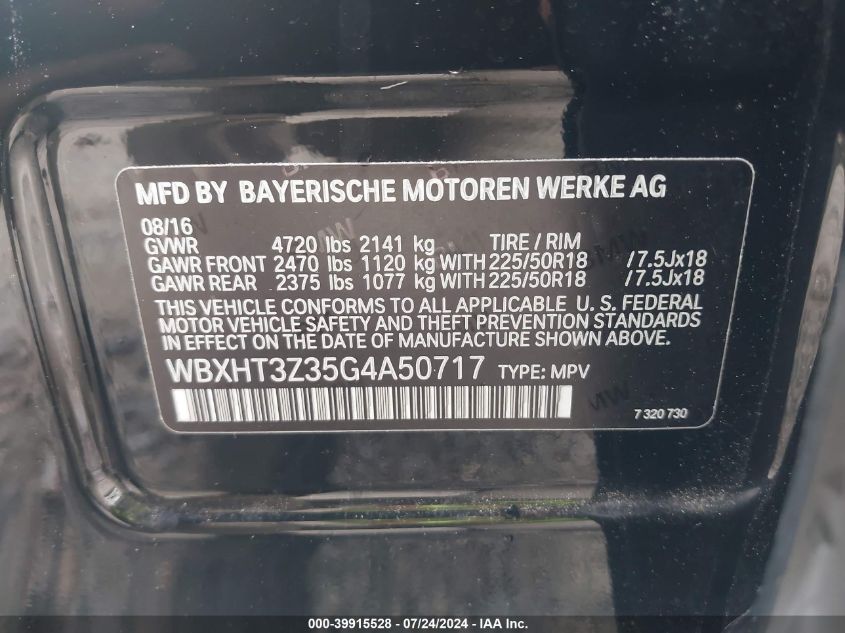 MFD BY BAYERISCHE MOTOREN WERKE AG
08/16
GVWR 4720 lbs 2141 kg TIRE / RIM
GAWR FRONT 2470 lbs 1120 kg WITH 225/50R18 /7.5Jx18
GAWR REAR 2375 lbs 1077 kg WITH 225/50R18 /7.5Jx18
THIS VEHICLE CONFORMS TO ALL APPLICABLE U. S. FEDERAL
MOTOR VEHICLE SAFETY AND THEFT PREVENTION STANDARDS
IN EFFECT ON THE DATE OF MANUFACTURE SHOWN ABOVE.
WBXHT3Z35G4A50717 TYPE: MPV
7 320 730
000-39915528 - 07/24/2024 - IAA, Inc.